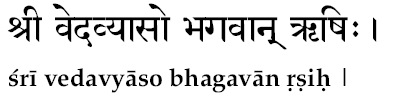 श्री वेदव्यासो भगवान् ऋषिः ।
śrī vedavyāso bhagavān ṛṣiḥ |